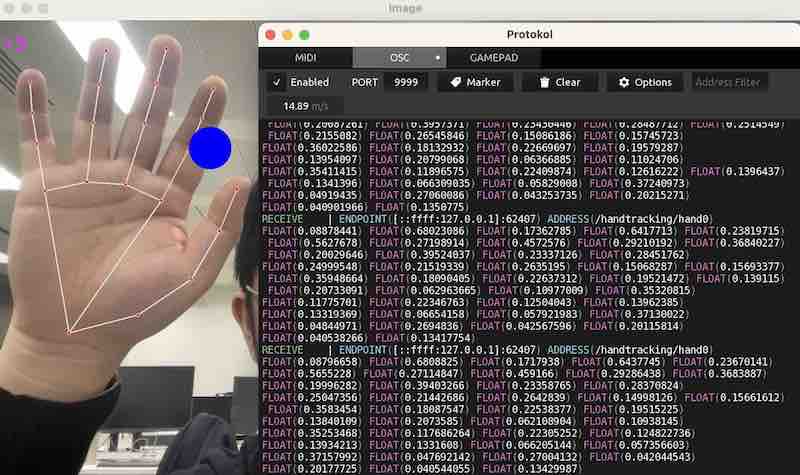 Image
Protokol
MIDI OSC GAMEPAD
Enabled PORT 9999 Marker Clear Options Address Filter
14.89 m/s
FLOAT(0.20087261) FLOAT(0.3957371) FLOAT(0.23430446) FLOAT(0.28487712) FLOAT(0.2514549)
FLOAT(0.2155082) FLOAT(0.26545846) FLOAT(0.15086186) FLOAT(0.15745723)
FLOAT(0.36022586) FLOAT(0.18132932) FLOAT(0.22669697) FLOAT(0.19579287)
FLOAT(0.13954097) FLOAT(0.20799068) FLOAT(0.06366885) FLOAT(0.11024706)
FLOAT(0.35414115) FLOAT(0.11896575) FLOAT(0.22409874) FLOAT(0.12616222) FLOAT(0.1396437)
FLOAT(0.1341396) FLOAT(0.066309035) FLOAT(0.05829008) FLOAT(0.37240973)
FLOAT(0.04919435) FLOAT(0.27060086) FLOAT(0.043253735) FLOAT(0.20215271)
FLOAT(0.040901966) FLOAT(0.1350775)
RECEIVE | ENDPOINT([::ffff:127.0.0.1]:62407) ADDRESS(/handtracking/hand0)
FLOAT(0.08878441) FLOAT(0.68023086) FLOAT(0.17362785) FLOAT(0.6417713) FLOAT(0.23819715)
FLOAT(0.5627678) FLOAT(0.27198914) FLOAT(0.4572576) FLOAT(0.29210192) FLOAT(0.36840227)
FLOAT(0.20029646) FLOAT(0.39524037) FLOAT(0.23337126) FLOAT(0.28451762)
FLOAT(0.24999548) FLOAT(0.21519339) FLOAT(0.2635195) FLOAT(0.15068287) FLOAT(0.15693377)
FLOAT(0.35948664) FLOAT(0.18090405) FLOAT(0.22637312) FLOAT(0.19521472) FLOAT(0.139115)
FLOAT(0.20733091) FLOAT(0.062963665) FLOAT(0.10977009) FLOAT(0.35320815)
FLOAT(0.11775701) FLOAT(0.22346763) FLOAT(0.12504043) FLOAT(0.13962385)
FLOAT(0.13319369) FLOAT(0.06654158) FLOAT(0.057921983) FLOAT(0.37130022)
FLOAT(0.04844971) FLOAT(0.2694836) FLOAT(0.042567596) FLOAT(0.20115814)
FLOAT(0.040538266) FLOAT(0.13417754)
RECEIVE | ENDPOINT([::ffff:127.0.0.1]:62407) ADDRESS(/handtracking/hand0)
FLOAT(0.08796658) FLOAT(0.6808825) FLOAT(0.1717938) FLOAT(0.6437745) FLOAT(0.23670141)
FLOAT(0.5655228) FLOAT(0.27114847) FLOAT(0.459166) FLOAT(0.29286438) FLOAT(0.3683887)
FLOAT(0.19996282) FLOAT(0.39403266) FLOAT(0.23358765) FLOAT(0.28370824)
FLOAT(0.25047356) FLOAT(0.21442686) FLOAT(0.2642839) FLOAT(0.14998126) FLOAT(0.15661612)
FLOAT(0.3583454) FLOAT(0.18087547) FLOAT(0.22538377) FLOAT(0.19515225)
FLOAT(0.13840109) FLOAT(0.2073585) FLOAT(0.062108904) FLOAT(0.10938145)
FLOAT(0.35253468) FLOAT(0.117686264) FLOAT(0.22305252) FLOAT(0.124822736)
FLOAT(0.13934213) FLOAT(0.1331608) FLOAT(0.066205144) FLOAT(0.057356603)
FLOAT(0.37157992) FLOAT(0.047692142) FLOAT(0.27004132) FLOAT(0.042044543)
FLOAT(0.20177725) FLOAT(0.040544055) FLOAT(0.13429987)